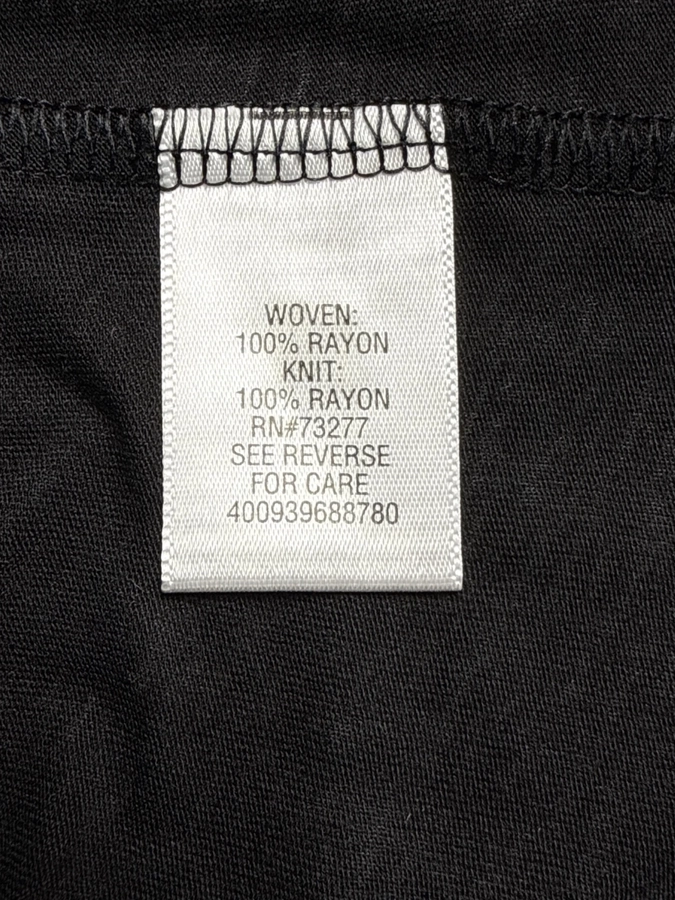 WOVEN:
100% RAYON
KNIT:
100% RAYON
RN#73277
SEE REVERSE
FOR CARE
400939688780